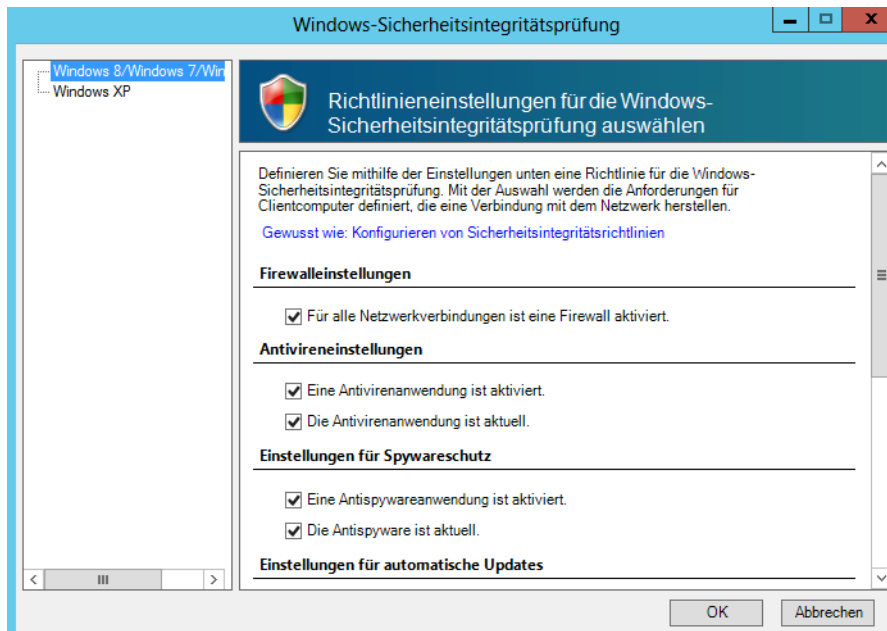 Windows-Sicherheitsintegritätsprüfung
Windows 8/Windows 7/Win
Windows XP
Richtlinieneinstellungen für die Windows-
Sicherheitsintegritätsprüfung auswählen
Definieren Sie mithilfe der Einstellungen unten eine Richtlinie für die Windows-
Sicherheitsintegritätsprüfung. Mit der Auswahl werden die Anforderungen für
Clientcomputer definiert, die eine Verbindung mit dem Netzwerk herstellen.
Gewusst wie: Konfigurieren von Sicherheitsintegritätsrichtlinien
Firewalleinstellungen
Für alle Netzwerkverbindungen ist eine Firewall aktiviert.
Antivireneinstellungen
Eine Antivirenanwendung ist aktiviert.
Die Antivirenanwendung ist aktuell.
Einstellungen für Spywareschutz
Eine Antispywareanwendung ist aktiviert.
Die Antispyware ist aktuell.
Einstellungen für automatische Updates
OK
Abbrechen